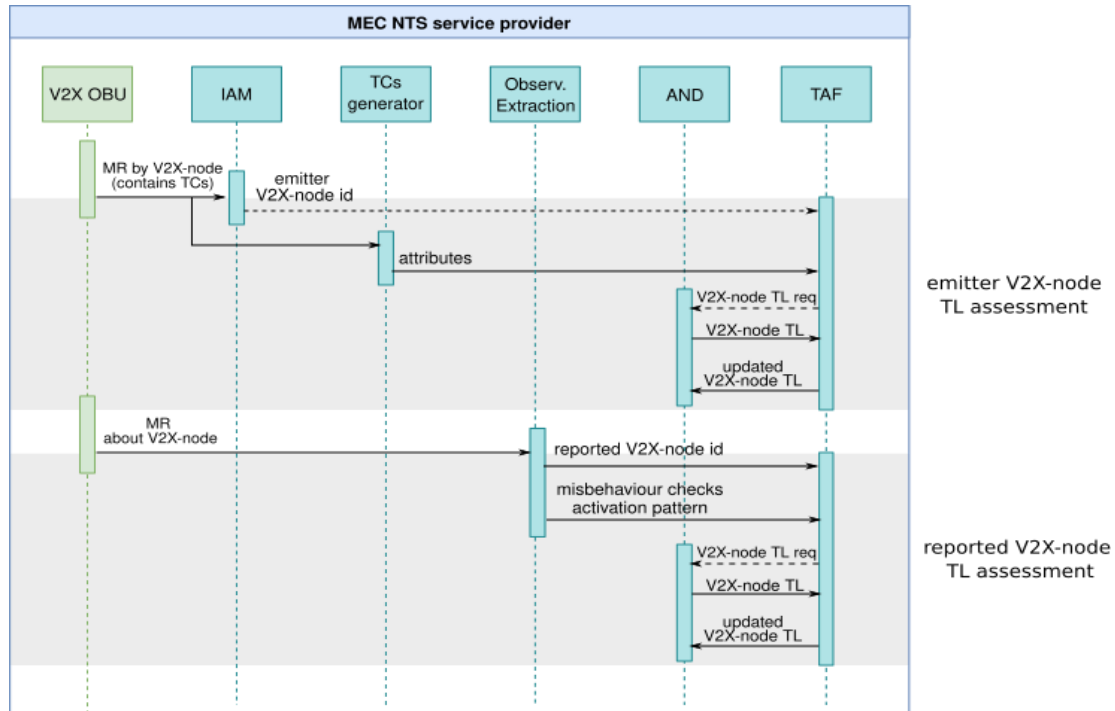 MEC NTS service provider
V2X OBU
IAM
TCs
generator
Observ.
Extraction
AND
TAF
MR by V2X-node
(contains TCs)
emitter
V2X-node id
attributes
V2X-node TL req
V2X-node TL
updated
V2X-node TL
emitter V2X-node
TL assessment
MR
about V2X-node
reported V2X-node id
misbehaviour checks
activation pattern
V2X-node TL req
V2X-node TL
updated
V2X-node TL
reported V2X-node
TL assessment